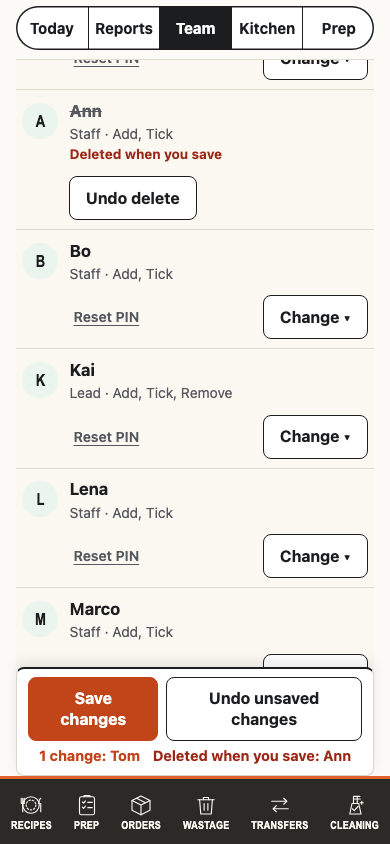 Today Reports Team Kitchen Prep
Reset PIN Change
Ann
A
Staff · Add, Tick
Deleted when you save
Undo delete
Bo
B
Staff · Add, Tick
Reset PIN Change ▾
Kai
K
Lead · Add, Tick, Remove
Reset PIN Change ▾
Lena
L
Staff · Add, Tick
Reset PIN Change ▾
Marco
M
Staff · Add, Tick
Save changes
Undo unsaved changes
1 change: Tom Deleted when you save: Ann
RECIPES PREP ORDERS WASTAGE TRANSFERS CLEANING